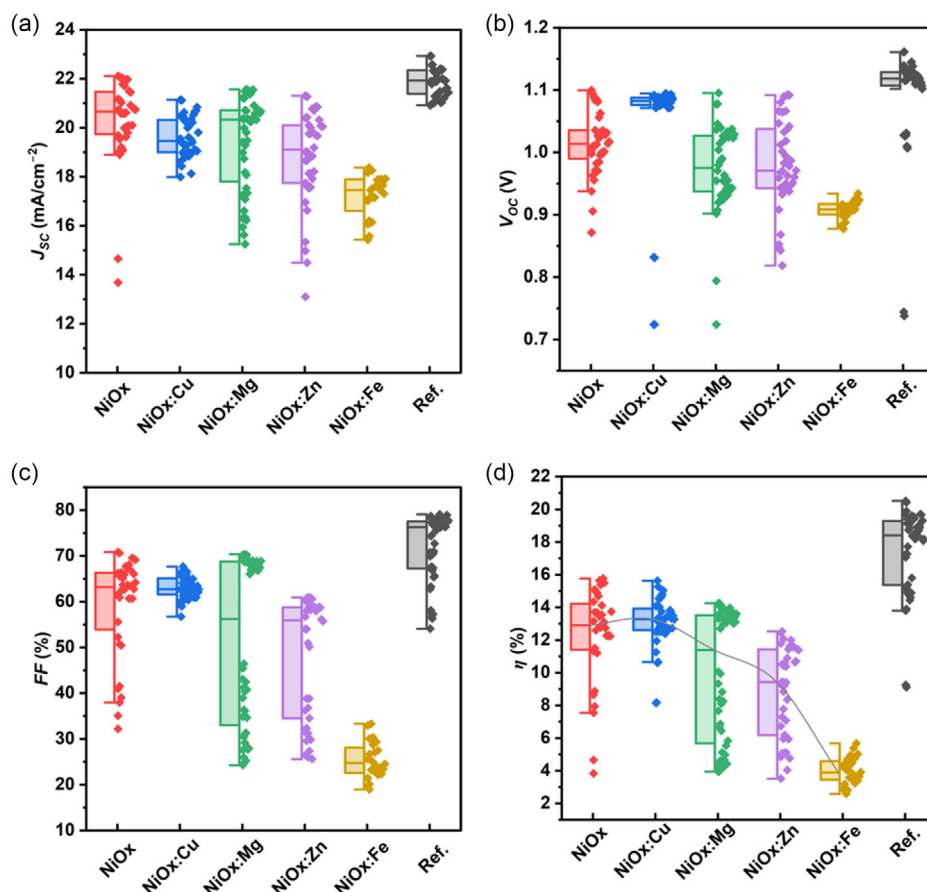 (a)
24
22
20
18
16
14
12
10
J_SC (mA/cm⁻²)
NiOx
NiOx:Cu
NiOx:Mg
NiOx:Zn
NiOx:Fe
Ref.
(b)
1.2
1.1
1.0
0.9
0.8
0.7
V_OC (V)
NiOx
NiOx:Cu
NiOx:Mg
NiOx:Zn
NiOx:Fe
Ref.
(c)
80
70
60
50
40
30
20
10
FF (%)
NiOx
NiOx:Cu
NiOx:Mg
NiOx:Zn
NiOx:Fe
Ref.
(d)
22
20
18
16
14
12
10
8
6
4
2
η (%)
NiOx
NiOx:Cu
NiOx:Mg
NiOx:Zn
NiOx:Fe
Ref.